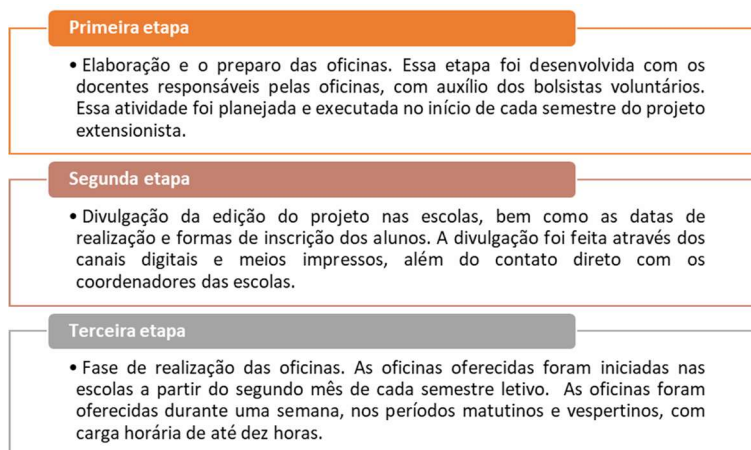 Primeira etapa
• Elaboração e o preparo das oficinas. Essa etapa foi desenvolvida com os
docentes responsáveis pelas oficinas, com auxílio dos bolsistas voluntários.
Essa atividade foi planejada e executada no início de cada semestre do projeto
extensionista.
Segunda etapa
• Divulgação da edição do projeto nas escolas, bem como as datas de
realização e formas de inscrição dos alunos. A divulgação foi feita através dos
canais digitais e meios impressos, além do contato direto com os
coordenadores das escolas.
Terceira etapa
• Fase de realização das oficinas. As oficinas oferecidas foram iniciadas nas
escolas a partir do segundo mês de cada semestre letivo. As oficinas foram
oferecidas durante uma semana, nos períodos matutinos e vespertinos, com
carga horária de até dez horas.